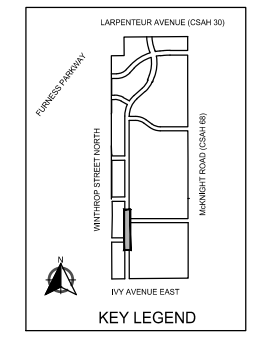 LARPENTEUR AVENUE (CSAH 30)
FURNESS PARKWAY
WINTHROP STREET NORTH
McKNIGHT ROAD (CSAH 68)
N
IVY AVENUE EAST
KEY LEGEND